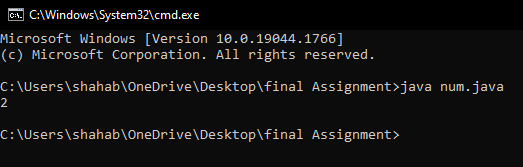 C:\Windows\System32\cmd.exe
Microsoft Windows [Version 10.0.19044.1766]
(c) Microsoft Corporation. All rights reserved.
C:\Users\shahab\OneDrive\Desktop\final Assignment>java num.java
2
C:\Users\shahab\OneDrive\Desktop\final Assignment>